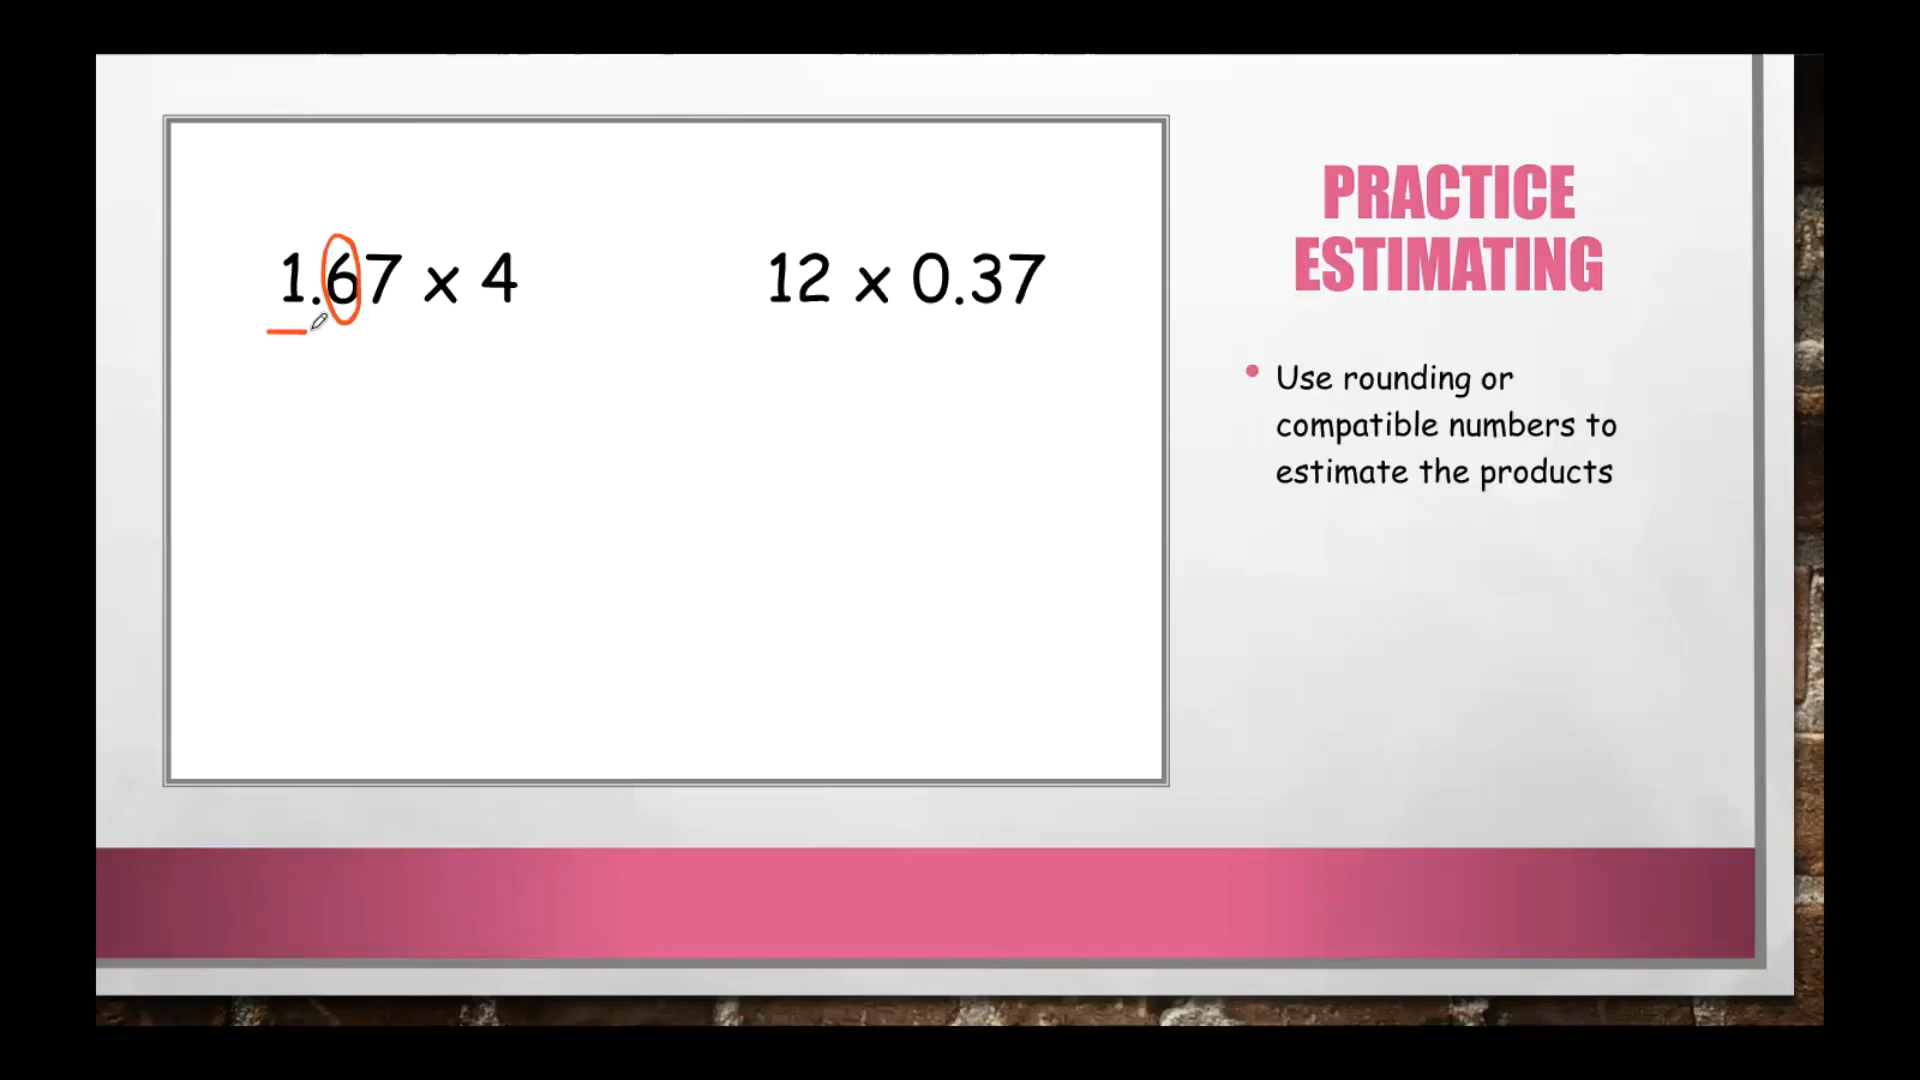 1.67 x 4
12 x 0.37
PRACTICE
ESTIMATING
• Use rounding or
compatible numbers to
estimate the products